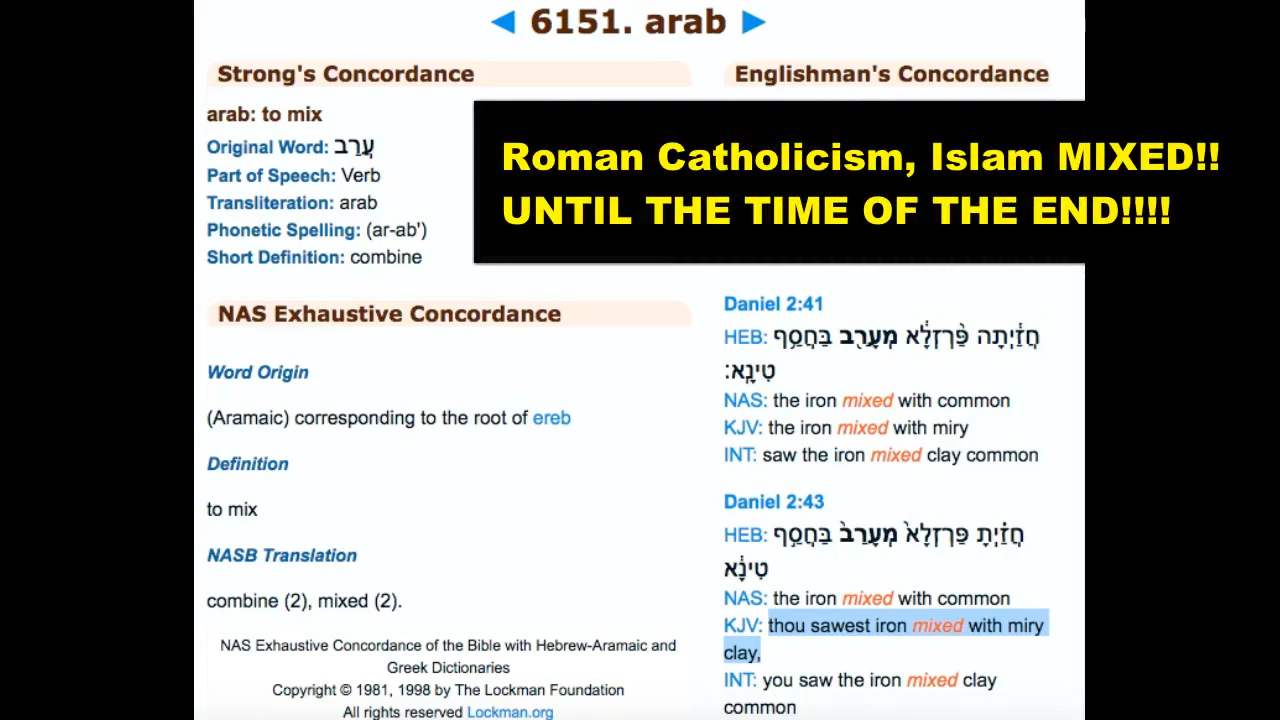 6151. arab
Strong's Concordance
arab: to mix
Original Word: עֲרַב
Part of Speech: Verb
Transliteration: arab
Phonetic Spelling: (ar-ab')
Short Definition: combine
NAS Exhaustive Concordance
Word Origin
(Aramaic) corresponding to the root of ereb
Definition
to mix
NASB Translation
combine (2), mixed (2).
NAS Exhaustive Concordance of the Bible with Hebrew-Aramaic and
Greek Dictionaries
Copyright © 1981, 1998 by The Lockman Foundation
All rights reserved Lockman.org
Englishman's Concordance
Roman Catholicism, Islam MIXED!!
UNTIL THE TIME OF THE END!!!!
Daniel 2:41
HEB: חֲזַ֔יְתָה פַּ֨רְזְלָ֔א מְעָרַ֖ב בַּחֲסַ֥ף
טִינָֽא׃
NAS: the iron mixed with common
KJV: the iron mixed with miry
INT: saw the iron mixed clay common
Daniel 2:43
HEB: חֲזַ֗יְתָ פַּרְזְלָא֙ מְעָרַב֙ בַּחֲסַ֣ף
טִינָ֔א
NAS: the iron mixed with common
KJV: thou sawest iron mixed with miry
clay,
INT: you saw the iron mixed clay
common